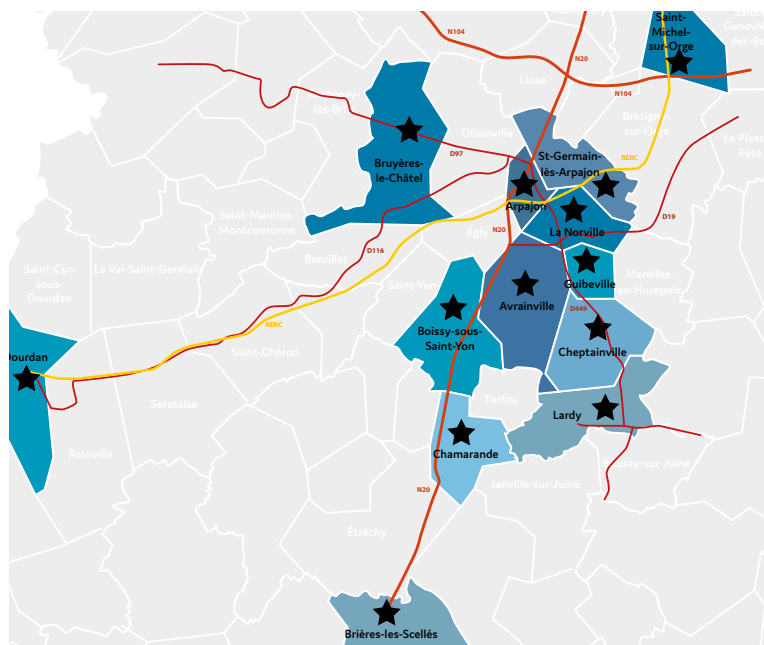 Saint-
Michel-
sur-Orge
N104
N20
Linas
N104
Brétigny-
sur-Orge
Ollainville
Le Ples
Pâté
D97
St-Germain-
lès-Arpajon
RERC
Bruyères-
le-Châtel
Arpajon
Saint-Maurice-
Montcouronne
D19
Égly
N20
La Norville
D116
Breuillet
Saint-Cyr-
sous-
Dourdan
Le Val-Saint-Germain
Marolles-
en-Hurepoix
Guibeville
Saint-Yon
Avrainville
D449
RERC
Boissy-sous-
Saint-Yon
Saint-Chéron
Cheptainville
Dourdan
Torfou
Sermaise
Lardy
Roinville
Chamarande
Janville-sur-Juine
N20
Étréchy
Brières-les-Scellés